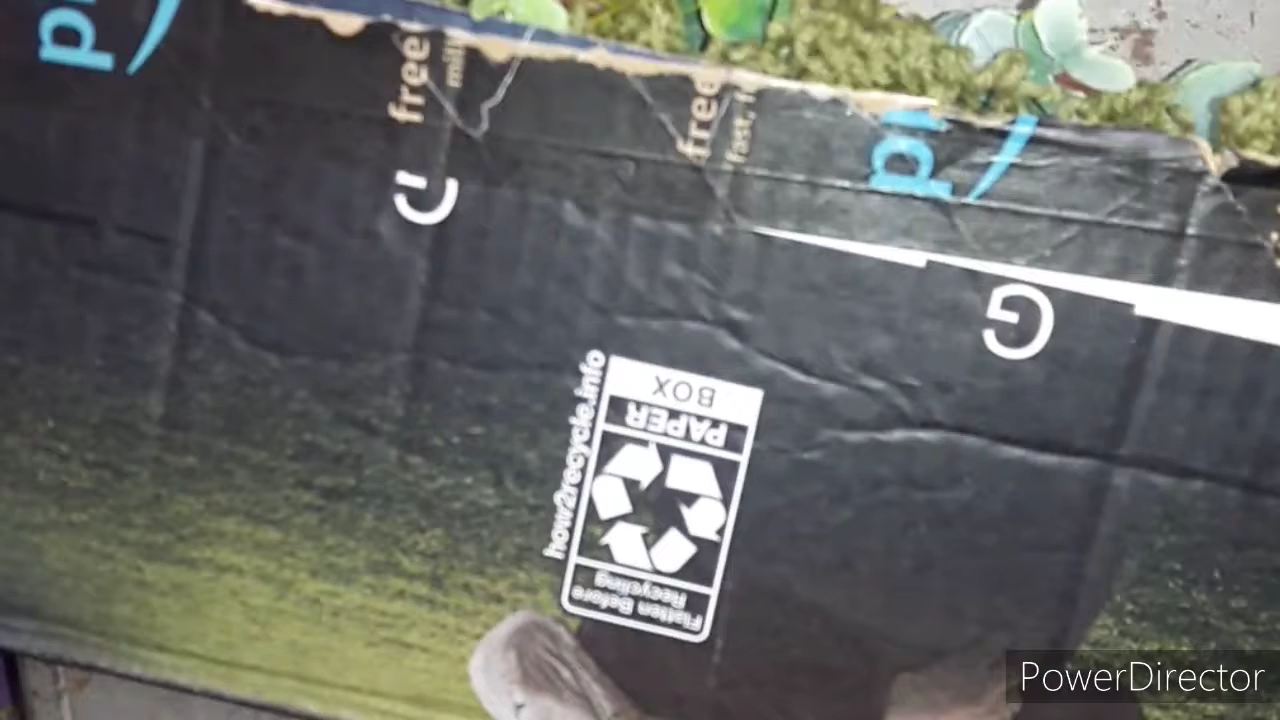 free
free
"fast, f
C
G
how2recycle.info
BOX
PAPER
Flatten Before
Recycling
PowerDirector